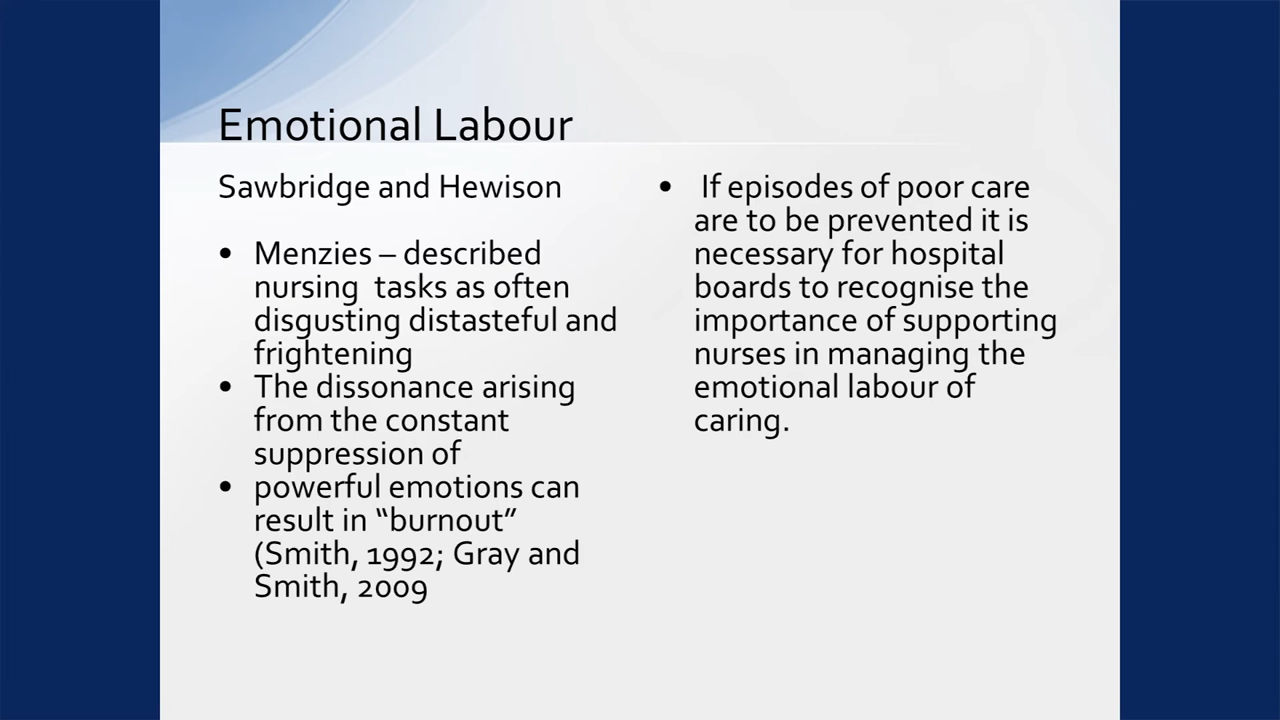 Emotional Labour
Sawbridge and Hewison
• Menzies – described
nursing  tasks as often
disgusting distasteful and
frightening
• The dissonance arising
from the constant
suppression of
• powerful emotions can
result in “burnout”
(Smith, 1992; Gray and
Smith, 2009
• If episodes of poor care
are to be prevented it is
necessary for hospital
boards to recognise the
importance of supporting
nurses in managing the
emotional labour of
caring.